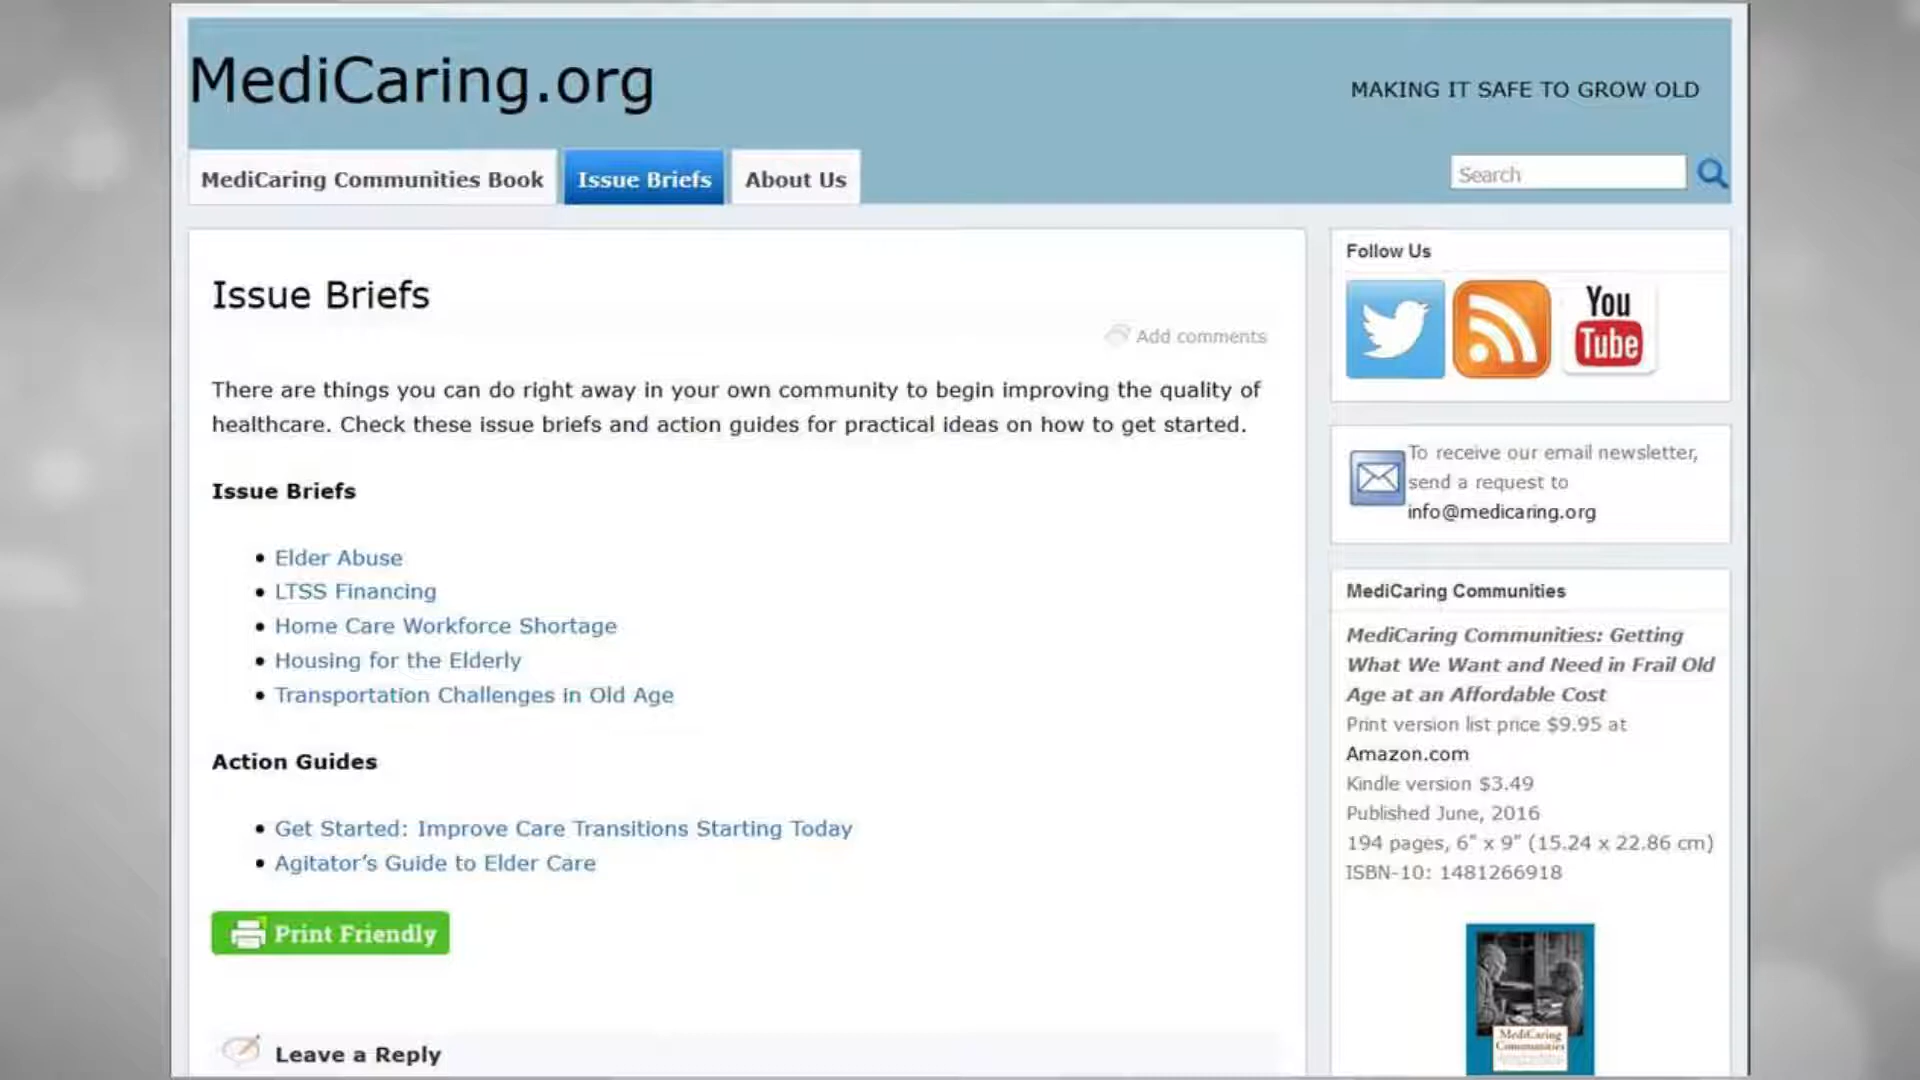 MediCaring.org
MAKING IT SAFE TO GROW OLD
MediCaring Communities Book
Issue Briefs
About Us
Search
Issue Briefs
Add comments
There are things you can do right away in your own community to begin improving the quality of
healthcare. Check these issue briefs and action guides for practical ideas on how to get started.
Issue Briefs
Elder Abuse
LTSS Financing
Home Care Workforce Shortage
Housing for the Elderly
Transportation Challenges in Old Age
Action Guides
Get Started: Improve Care Transitions Starting Today
Agitator’s Guide to Elder Care
Print Friendly
Leave a Reply
Follow Us
You
Tube
To receive our email newsletter,
send a request to
info@medicaring.org
MediCaring Communities
MediCaring Communities: Getting
What We Want and Need in Frail Old
Age at an Affordable Cost
Print version list price $9.95 at
Amazon.com
Kindle version $3.49
Published June, 2016
194 pages, 6" x 9" (15.24 x 22.86 cm)
ISBN-10: 1481266918
MediCaring
Communities